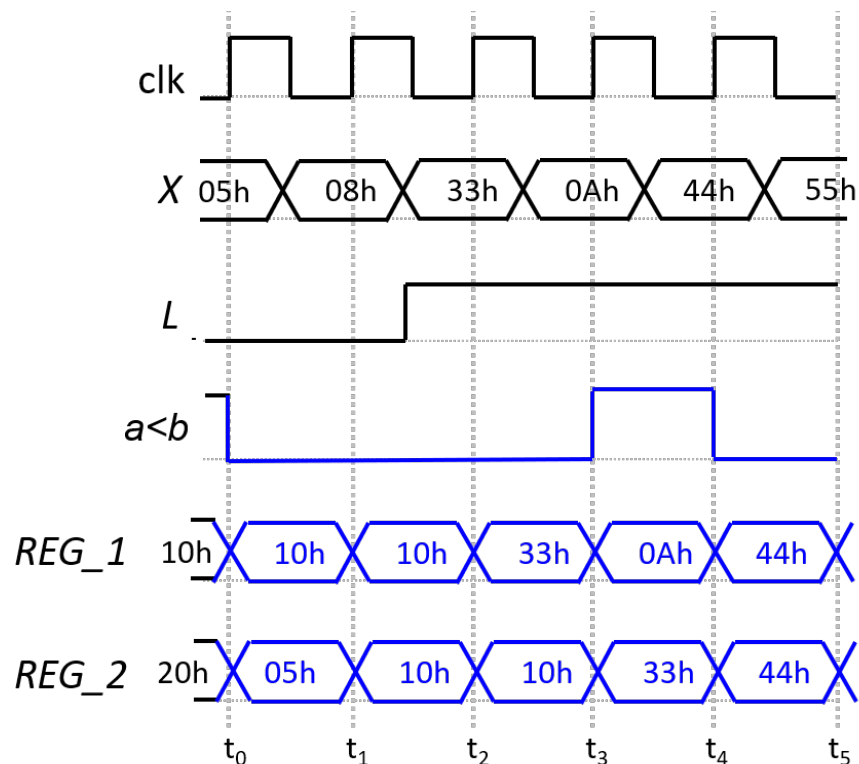 clk
X 05h 08h 33h 0Ah 44h 55h
L
a<b
REG_1 10h 10h 10h 33h 0Ah 44h
REG_2 20h 05h 10h 10h 33h 44h
t₀ t₁ t₂ t₃ t₄ t₅